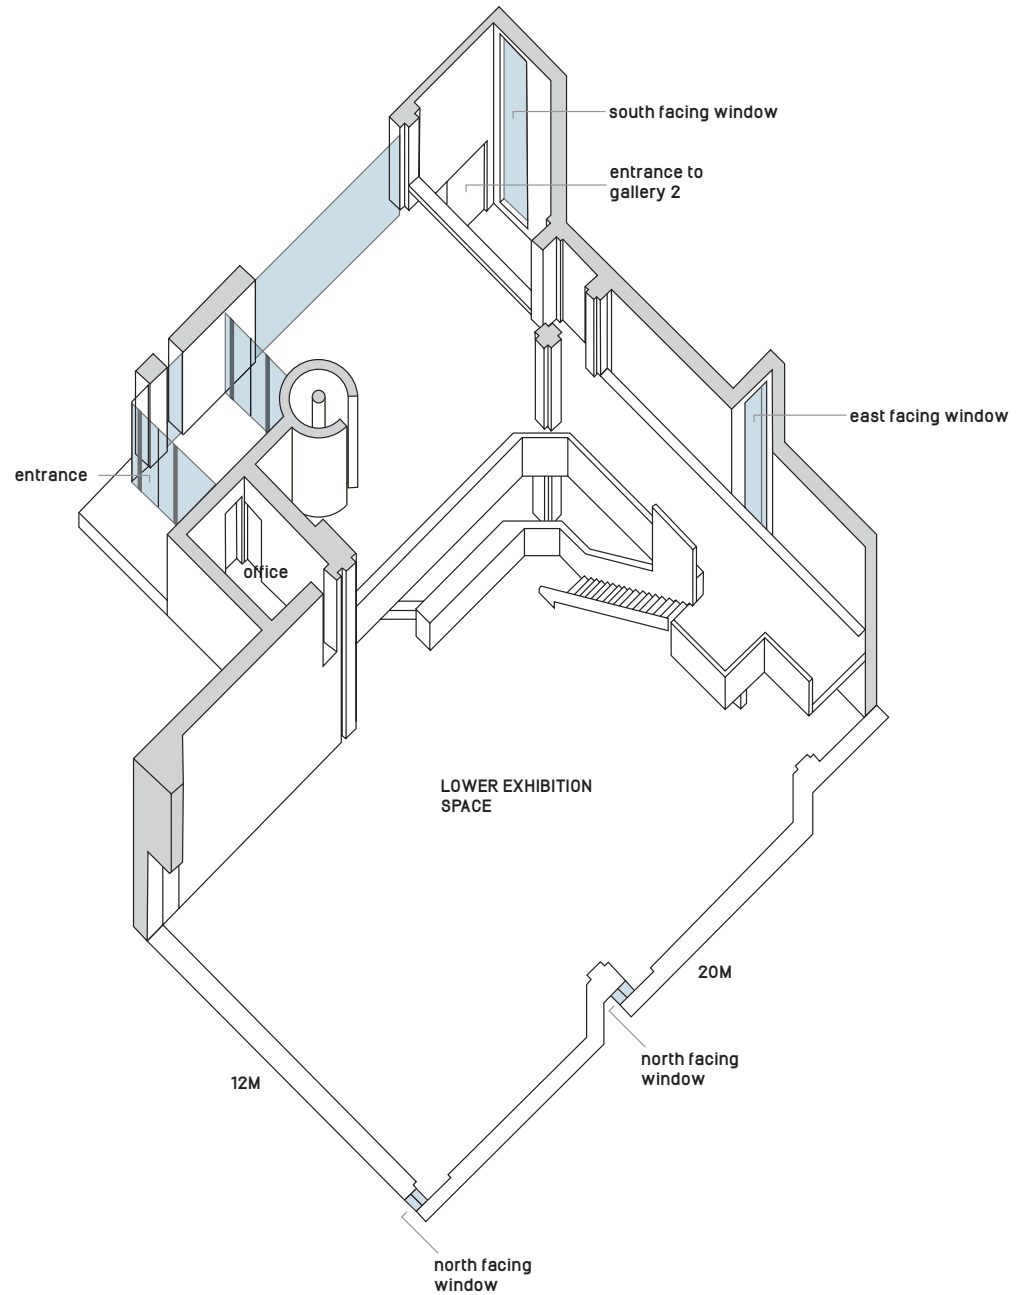 south facing window
entrance to
gallery 2
east facing window
entrance
office
LOWER EXHIBITION
SPACE
20M
north facing
window
12M
north facing
window